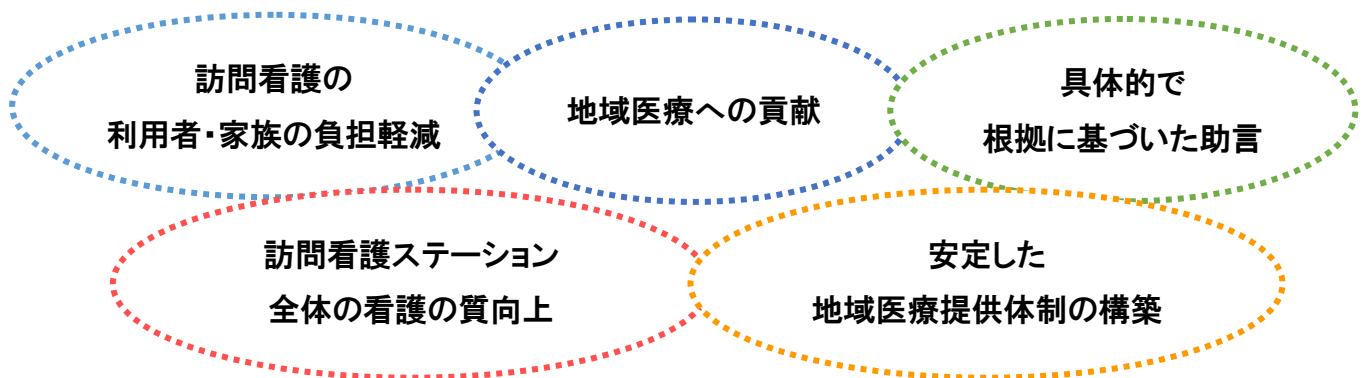 訪問看護の
利用者・家族の負担軽減
地域医療への貢献
具体的で
根拠に基づいた助言
訪問看護ステーション
全体の看護の質向上
安定した
地域医療提供体制の構築